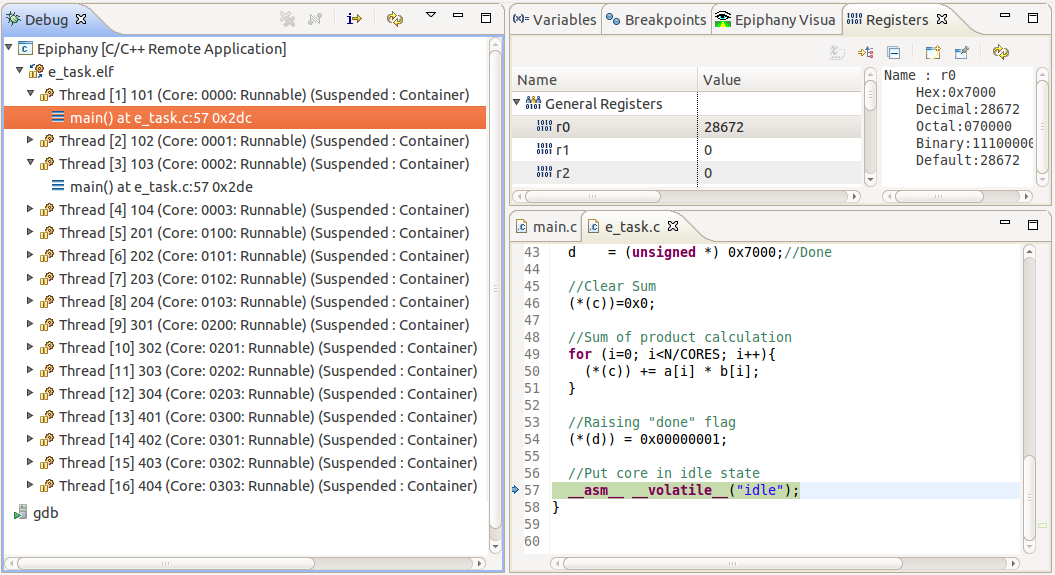 Debug
Epiphany [C/C++ Remote Application]
e_task.elf
Thread [1] 101 (Core: 0000: Runnable) (Suspended : Container)
main() at e_task.c:57 0x2dc
Thread [2] 102 (Core: 0001: Runnable) (Suspended : Container)
Thread [3] 103 (Core: 0002: Runnable) (Suspended : Container)
main() at e_task.c:57 0x2de
Thread [4] 104 (Core: 0003: Runnable) (Suspended : Container)
Thread [5] 201 (Core: 0100: Runnable) (Suspended : Container)
Thread [6] 202 (Core: 0101: Runnable) (Suspended : Container)
Thread [7] 203 (Core: 0102: Runnable) (Suspended : Container)
Thread [8] 204 (Core: 0103: Runnable) (Suspended : Container)
Thread [9] 301 (Core: 0200: Runnable) (Suspended : Container)
Thread [10] 302 (Core: 0201: Runnable) (Suspended : Container)
Thread [11] 303 (Core: 0202: Runnable) (Suspended : Container)
Thread [12] 304 (Core: 0203: Runnable) (Suspended : Container)
Thread [13] 401 (Core: 0300: Runnable) (Suspended : Container)
Thread [14] 402 (Core: 0301: Runnable) (Suspended : Container)
Thread [15] 403 (Core: 0302: Runnable) (Suspended : Container)
Thread [16] 404 (Core: 0303: Runnable) (Suspended : Container)
gdb
(x)= Variables Breakpoints Epiphany Visua Registers
Name Value
General Registers
r0 28672
r1 0
r2 0
Name : r0
Hex:0x7000
Decimal:28672
Octal:070000
Binary:11100000
Default:28672
main.c e_task.c
43 d = (unsigned *) 0x7000;//Done
44
45 //Clear Sum
46 (*(c))=0x0;
47
48 //Sum of product calculation
49 for (i=0; i<N/CORES; i++){
50 (*(c)) += a[i] * b[i];
51 }
52
53 //Raising "done" flag
54 (*(d)) = 0x00000001;
55
56 //Put core in idle state
57 __asm__ __volatile__("idle");
58 }
59
60